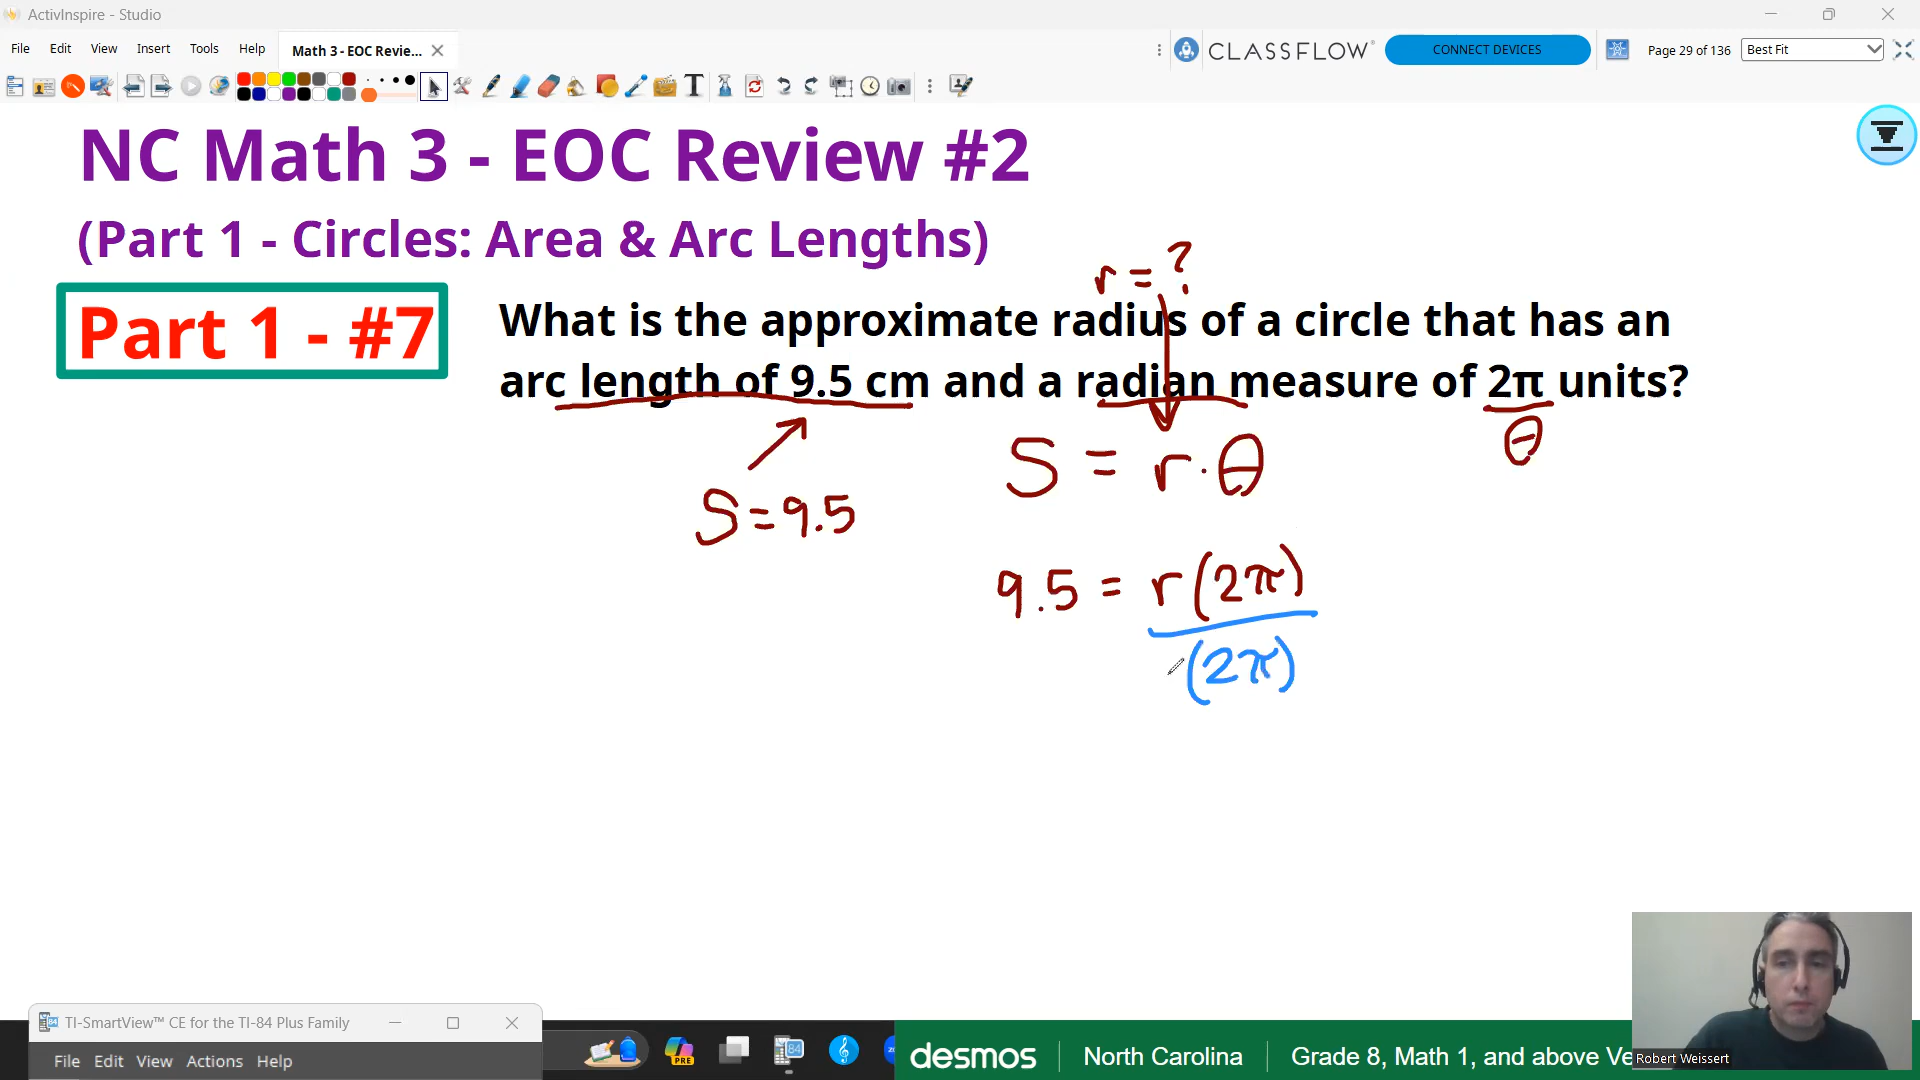 ActivInspire - Studio
File Edit View Insert Tools Help Math 3 - EOC Revie... CLASSFLOW CONNECT DEVICES Page 29 of 136 Best Fit
NC Math 3 - EOC Review #2
(Part 1 - Circles: Area & Arc Lengths)
r = ?
Part 1 - #7
What is the approximate radius of a circle that has an
arc length of 9.5 cm and a radian measure of 2π units?
θ
S = r · θ
S = 9.5
9.5 = r(2π)
(2π)
TI-SmartView™ CE for the TI-84 Plus Family
File Edit View Actions Help
PRE
84
desmos North Carolina Grade 8, Math 1, and above Ve
Robert Weissert